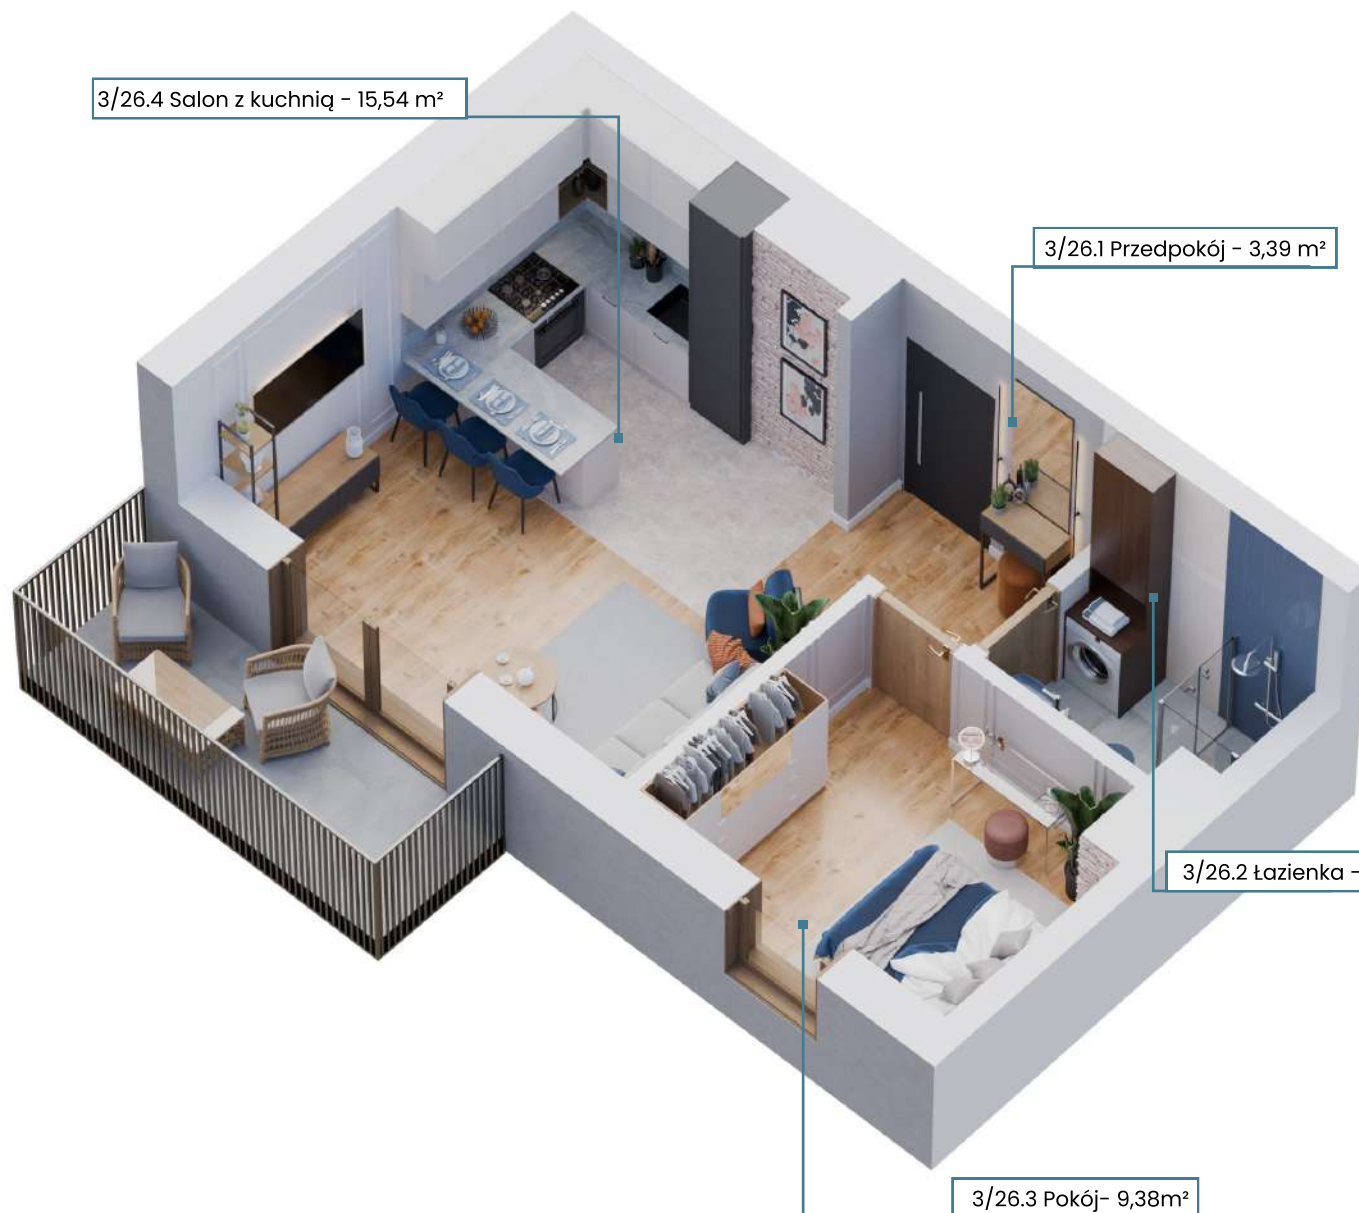 3/26.4 Salon z kuchnią - 15,54 m²
3/26.1 Przedpokój - 3,39 m²
3/26.2 Łazienka -
3/26.3 Pokój- 9,38m²